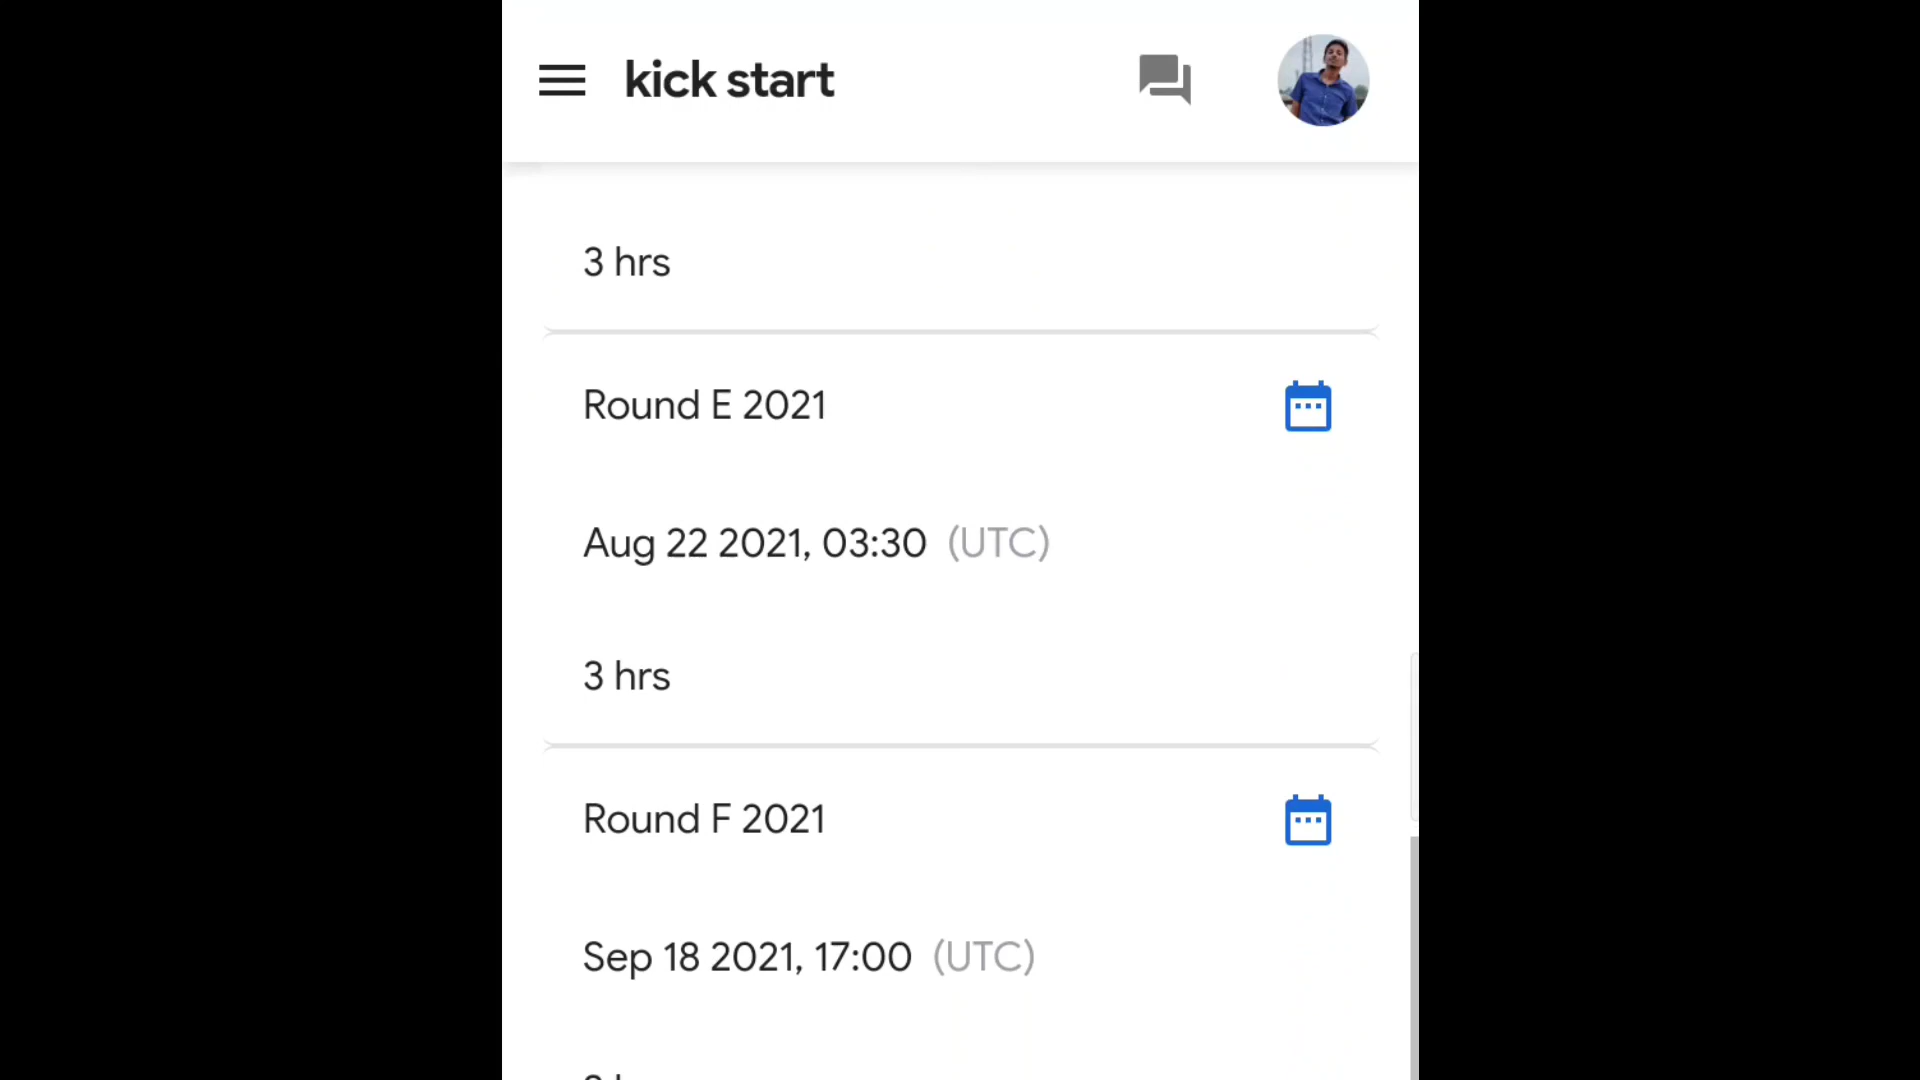 kick start
3 hrs
Round E 2021
Aug 22 2021, 03:30 (UTC)
3 hrs
Round F 2021
Sep 18 2021, 17:00 (UTC)